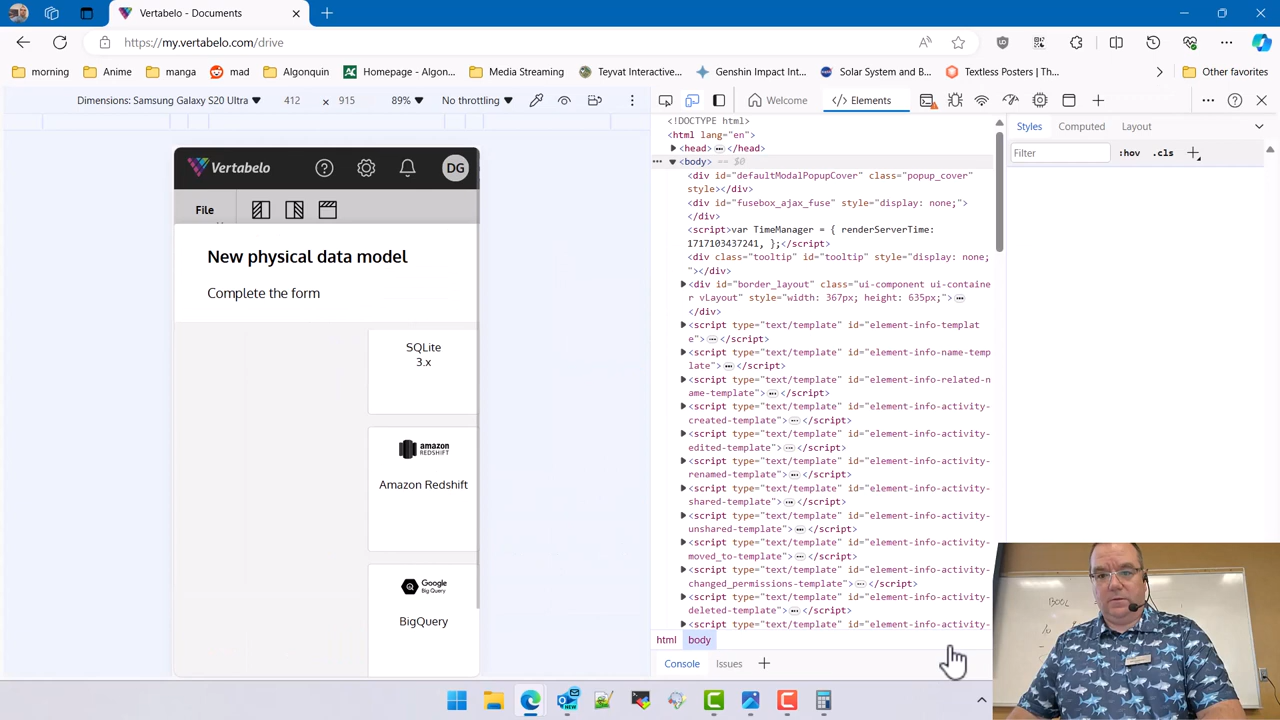 Vertabelo - Documents
https://my.vertabelo.com/drive
morning Anime manga mad Algonquin Homepage - Algon... Media Streaming Teyvat Interactive... Genshin Impact Int... Solar System and B... Textless Posters | Th... Other favorites
Dimensions: Samsung Galaxy S20 Ultra 412 x 915 89% No throttling
Welcome Elements
Vertabelo DG
File
New physical data model
Complete the form
SQLite
3.x
amazon
REDSHIFT
Amazon Redshift
Google
Big Query
BigQuery
<!DOCTYPE html>
<html lang="en">
<head> </head>
<body> == $0
<div id="defaultModalPopupCover" class="popup_cover"
style></div>
<div id="fusebox_ajax_fuse" style="display: none;">
</div>
<script>var TimeManager = { renderServerTime:
1717103437241, };</script>
<div class="tooltip" id="tooltip" style="display: none;
"></div>
<div id="border_layout" class="ui-component ui-containe
r vLayout" style="width: 367px; height: 635px;">
</div>
<script type="text/template" id="element-info-templat
e"> </script>
<script type="text/template" id="element-info-name-temp
late"> </script>
<script type="text/template" id="element-info-related-n
ame-template"> </script>
<script type="text/template" id="element-info-activity-
created-template"> </script>
<script type="text/template" id="element-info-activity-
edited-template"> </script>
<script type="text/template" id="element-info-activity-
renamed-template"> </script>
<script type="text/template" id="element-info-activity-
shared-template"> </script>
<script type="text/template" id="element-info-activity-
unshared-template"> </script>
<script type="text/template" id="element-info-activity-
moved_to-template"> </script>
<script type="text/template" id="element-info-activity-
changed_permissions-template"> </script>
<script type="text/template" id="element-info-activity-
deleted-template"> </script>
<script type="text/template" id="element-info-activity-
html body
Console Issues
Styles Computed Layout
Filter :hov .cls
NEW